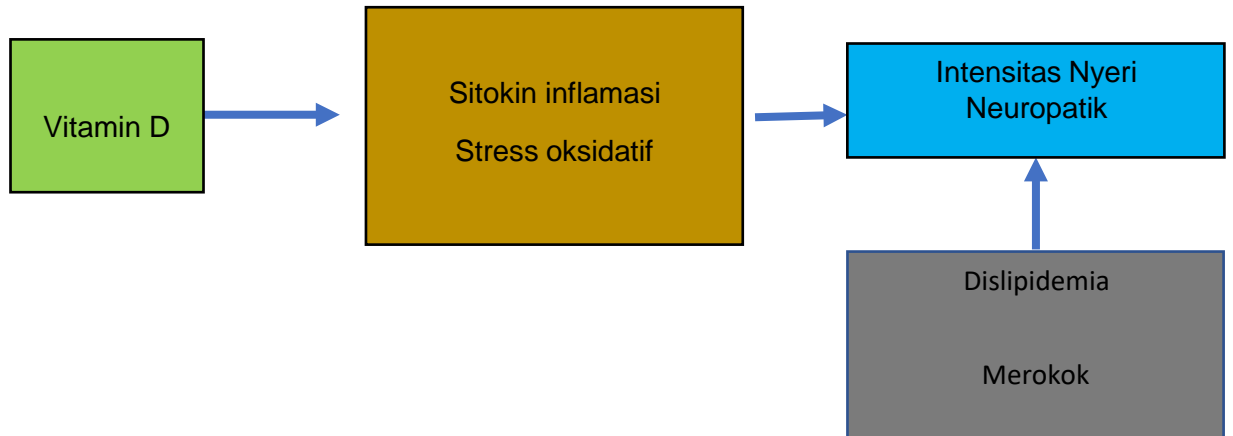 Vitamin D
Sitokin inflamasi
Stress oksidatif
Intensitas Nyeri
Neuropatik
Dislipidemia
Merokok